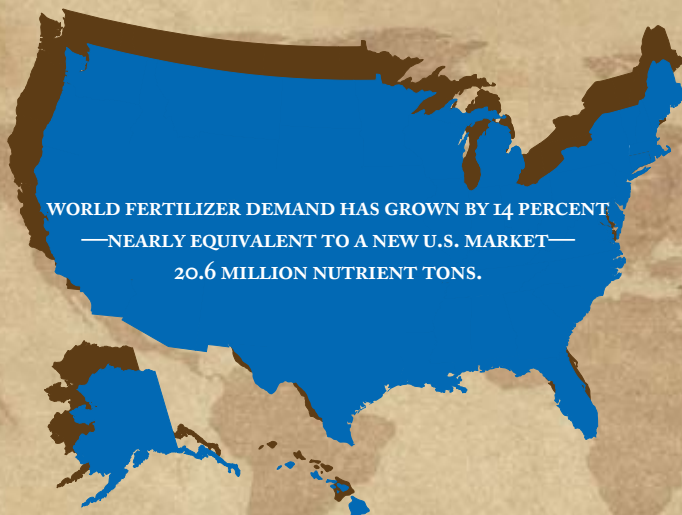 WORLD FERTILIZER DEMAND HAS GROWN BY 14 PERCENT
—NEARLY EQUIVALENT TO A NEW U.S. MARKET—
20.6 MILLION NUTRIENT TONS.